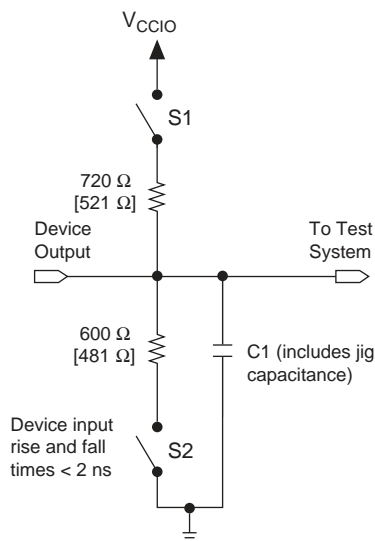 VCCIO
S1
720 Ω
[521 Ω]
Device
Output
To Test
System
600 Ω
[481 Ω]
C1 (includes jig
capacitance)
Device input
rise and fall
times < 2 ns
S2